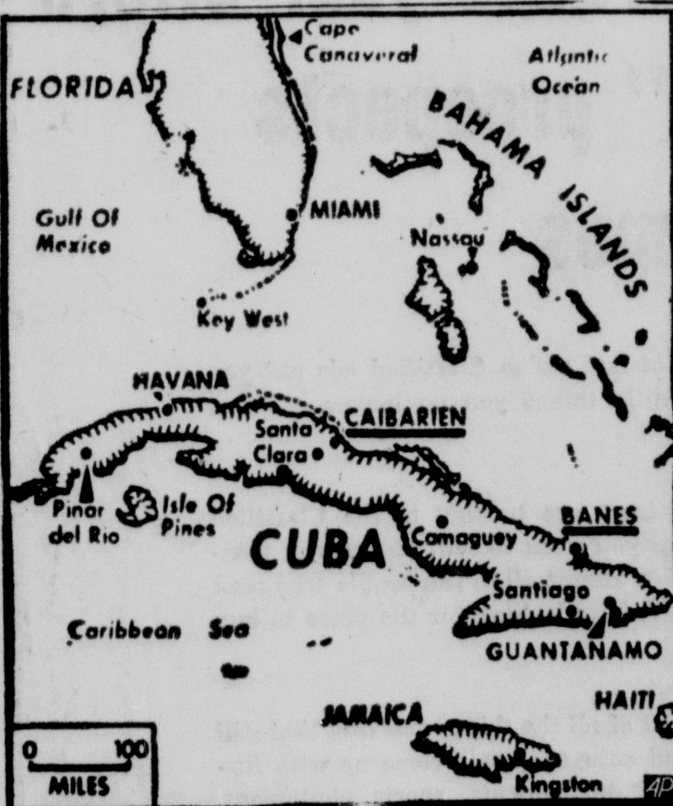 Cape
Canaveral
FLORIDA
Atlantic
Ocean
BAHAMA ISLANDS
Gulf Of
Mexico
MIAMI
Nassau
Key West
HAVANA
CAIBARIEN
Santa
Clara
Pinar
del Rio
Isle Of
Pines
CUBA
Camaguey
BANES
Santiago
GUANTANAMO
Caribbean Sea
JAMAICA
HAITI
Kingston
0 100
MILES
AP